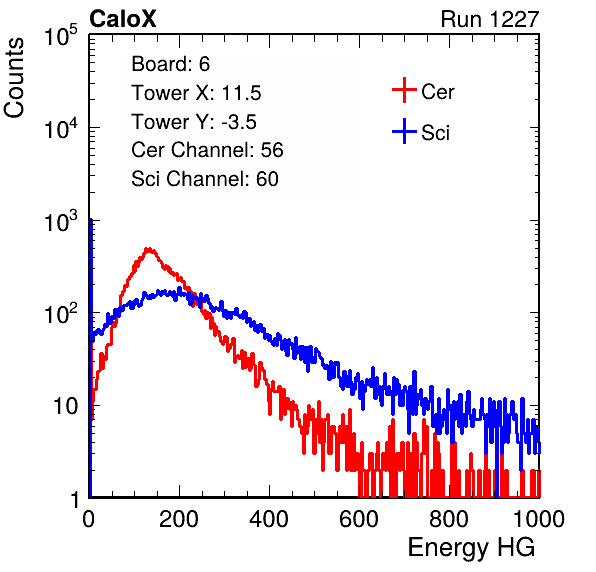 CaloX Run 1227
Counts
Board: 6
Tower X: 11.5
Tower Y: -3.5
Cer Channel: 56
Sci Channel: 60
Cer
Sci
10^5
10^4
10^3
10^2
10
1
0 200 400 600 800 1000
Energy HG